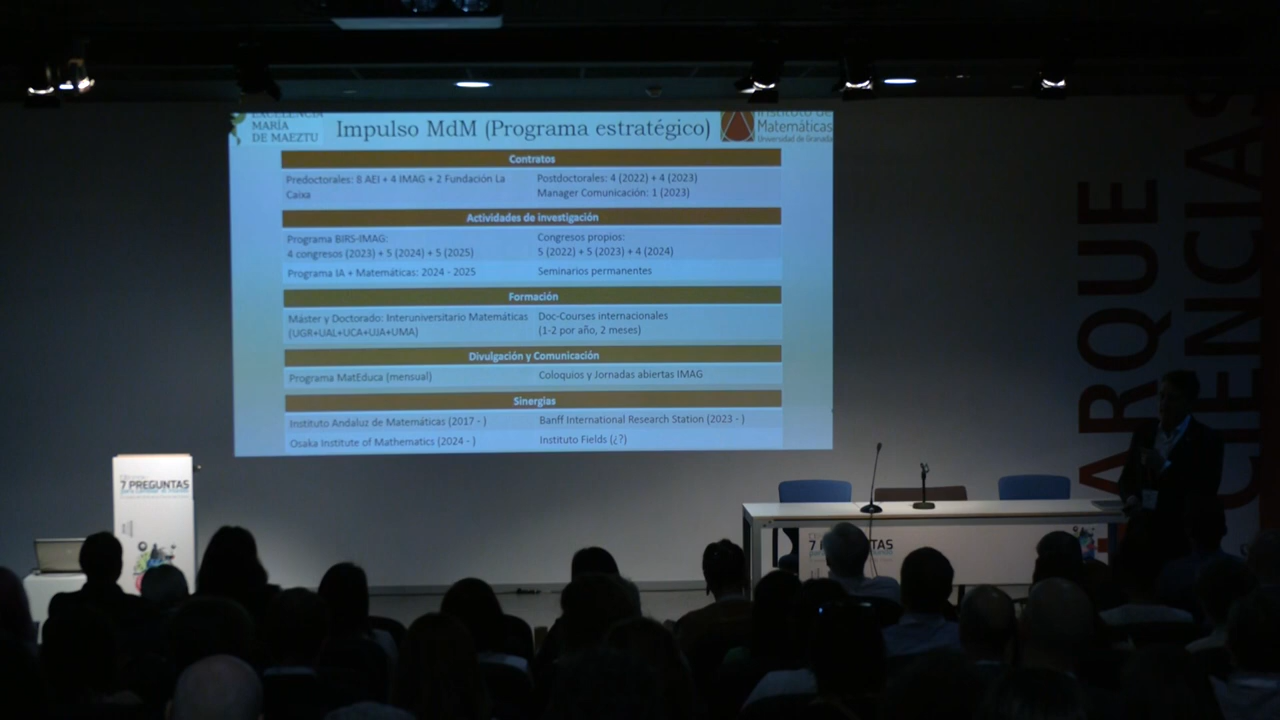 EXCELENCIA
MARÍA
DE MAEZTU
Impulso MdM (Programa estratégico)
Instituto de
Matemáticas
Universidad de Granada
Contratos
Predoctorales: 8 AEI + 4 IMAG + 2 Fundación La
Caixa
Postdoctorales: 4 (2022) + 4 (2023)
Manager Comunicación: 1 (2023)
Actividades de investigación
Programa BIRS-IMAG:
4 congresos (2023) + 5 (2024) + 5 (2025)
Congresos propios:
5 (2022) + 5 (2023) + 4 (2024)
Programa IA + Matemáticas: 2024 - 2025
Seminarios permanentes
Formación
Máster y Doctorado: Interuniversitario Matemáticas
(UGR+UAL+UCA+UJA+UMA)
Doc-Courses internacionales
(1-2 por año, 2 meses)
Divulgación y Comunicación
Programa MatEduca (mensual)
Coloquios y Jornadas abiertas IMAG
Sinergias
Instituto Andaluz de Matemáticas (2017 - )
Banff International Research Station (2023 - )
Osaka Institute of Mathematics (2024 - )
Instituto Fields (¿?)
ARQUE
CIENCIAS
7 PREGUNTAS
7 PREGUNTAS